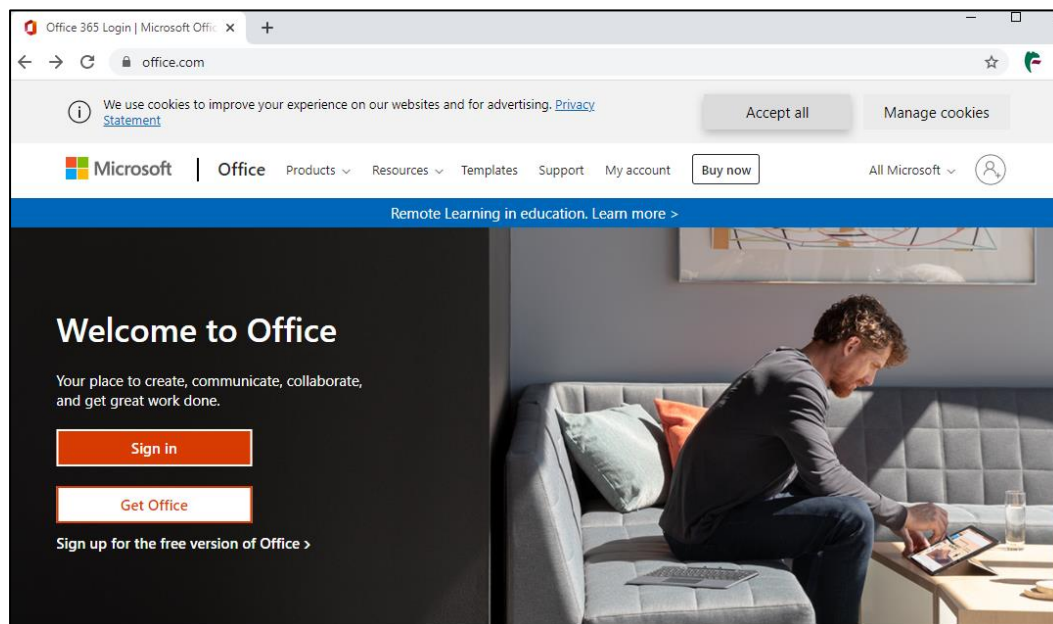 Office 365 Login | Microsoft Offic
office.com
We use cookies to improve your experience on our websites and for advertising. Privacy
Statement
Accept all
Manage cookies
Microsoft
Office
Products
Resources
Templates
Support
My account
Buy now
All Microsoft
Remote Learning in education. Learn more >
Welcome to Office
Your place to create, communicate, collaborate,
and get great work done.
Sign in
Get Office
Sign up for the free version of Office >